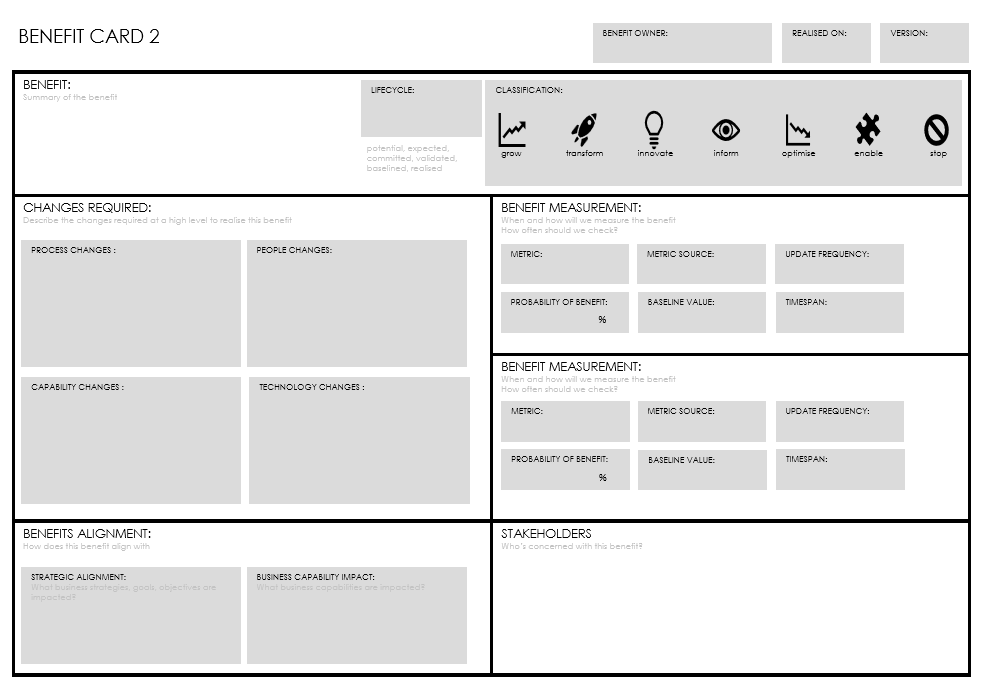 BENEFIT CARD 2
BENEFIT OWNER:
REALISED ON:
VERSION:
BENEFIT:
Summary of the benefit
LIFECYCLE:
potential, expected,
committed, validated,
baselined, realised
CLASSIFICATION:
grow
transform
innovate
inform
optimise
enable
stop
CHANGES REQUIRED:
Describe the changes required at a high level to realise this benefit
PROCESS CHANGES :
PEOPLE CHANGES:
CAPABILITY CHANGES :
TECHNOLOGY CHANGES :
BENEFIT MEASUREMENT:
When and how will we measure the benefit
How often should we check?
METRIC:
METRIC SOURCE:
UPDATE FREQUENCY:
PROBABILITY OF BENEFIT:
%
BASELINE VALUE:
TIMESPAN:
BENEFIT MEASUREMENT:
When and how will we measure the benefit
How often should we check?
METRIC:
METRIC SOURCE:
UPDATE FREQUENCY:
PROBABILITY OF BENEFIT:
%
BASELINE VALUE:
TIMESPAN:
BENEFITS ALIGNMENT:
How does this benefit align with
STRATEGIC ALIGNMENT:
What business strategies, goals, objectives are
impacted?
BUSINESS CAPABILITY IMPACT:
What business capabilities are impacted?
STAKEHOLDERS
Who's concerned with this benefit?